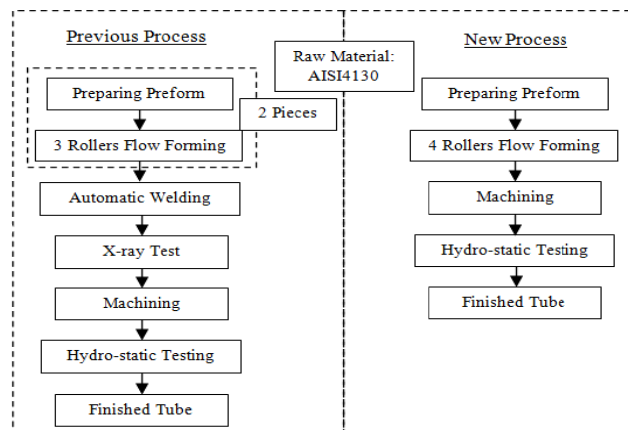 Previous Process
Raw Material:
AISI4130
New Process
Preparing Preform
2 Pieces
3 Rollers Flow Forming
Automatic Welding
X-ray Test
Machining
Hydro-static Testing
Finished Tube
Preparing Preform
4 Rollers Flow Forming
Machining
Hydro-static Testing
Finished Tube